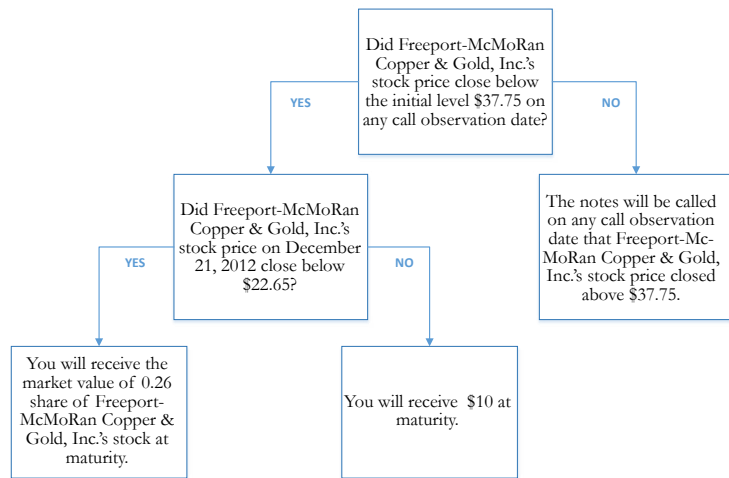 Did Freeport-McMoRan
Copper & Gold, Inc.'s
stock price close below
the initial level $37.75 on
any call observation date?
YES
NO
Did Freeport-McMoRan
Copper & Gold, Inc.'s
stock price on December
21, 2012 close below
$22.65?
The notes will be called
on any call observation
date that Freeport-Mc-
MoRan Copper & Gold,
Inc.'s stock price closed
above $37.75.
YES
NO
You will receive the
market value of 0.26
share of Freeport-
McMoRan Copper &
Gold, Inc.'s stock at
maturity.
You will receive $10 at
maturity.